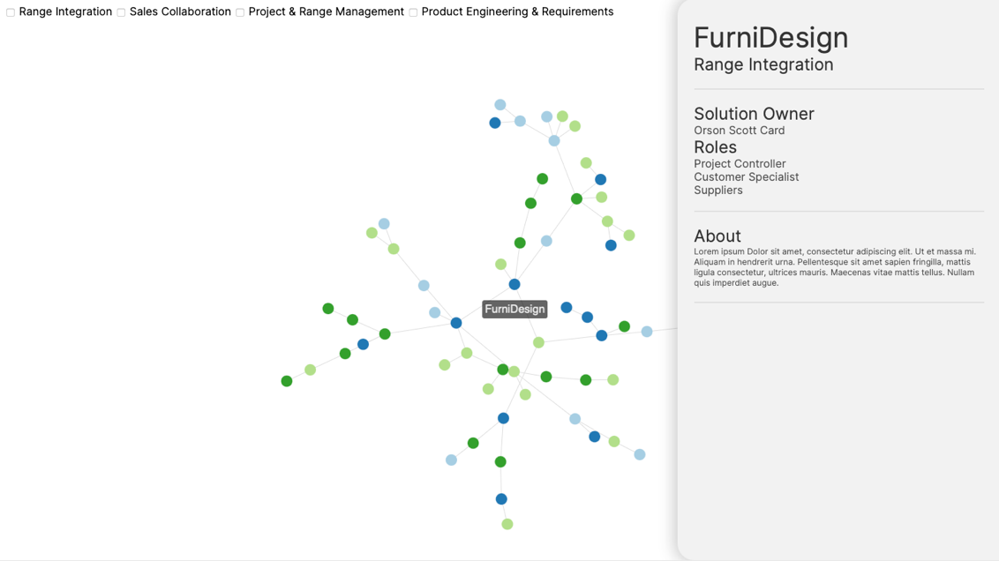 Range Integration Sales Collaboration Project & Range Management Product Engineering & Requirements
FurniDesign
FurniDesign
Range Integration
Solution Owner
Orson Scott Card
Roles
Project Controller
Customer Specialist
Suppliers
About
Lorem ipsum Dolor sit amet, consectetur adipiscing elit. Ut et massa mi.
Aliquam in hendrerit urna. Pellentesque sit amet sapien fringilla, mattis
ligula consectetur, ultrices mauris. Maecenas vitae mattis tellus. Nullam
quis imperdiet augue.